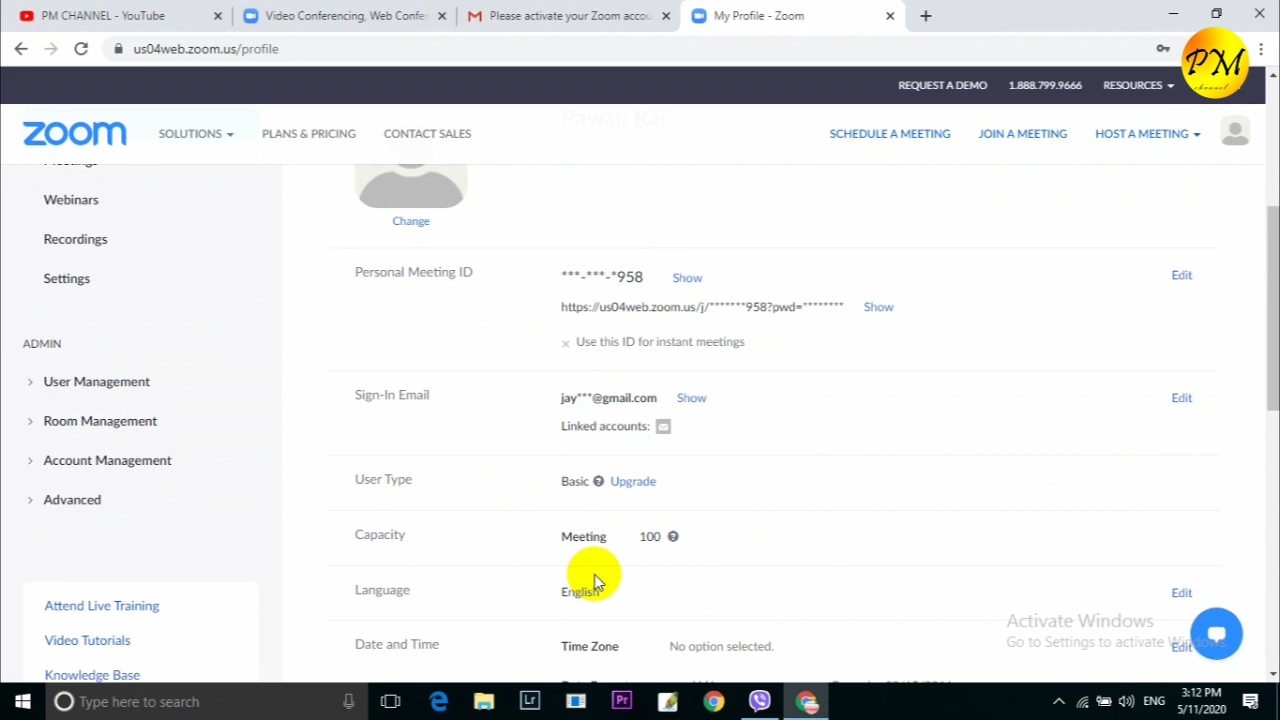 PM CHANNEL - YouTube
Video Conferencing, Web Confer
Please activate your Zoom accou
My Profile - Zoom
us04web.zoom.us/profile
PM
channel
REQUEST A DEMO
1.888.799.9666
RESOURCES
zoom
SOLUTIONS
PLANS & PRICING
CONTACT SALES
SCHEDULE A MEETING
JOIN A MEETING
HOST A MEETING
Meetings
Webinars
Recordings
Settings
ADMIN
User Management
Room Management
Account Management
Advanced
Attend Live Training
Video Tutorials
Knowledge Base
Change
Personal Meeting ID
***-***-*958 Show
https://us04web.zoom.us/j/*******958?pwd=******** Show
Use this ID for instant meetings
Edit
Sign-In Email
jay***@gmail.com Show
Linked accounts:
Edit
User Type
Basic Upgrade
Capacity
Meeting 100
Language
English
Edit
Date and Time
Time Zone No option selected.
Edit
Activate Windows
Go to Settings to activate Windows.
Type here to search
Lr
Pr
ENG
3:12 PM
5/11/2020